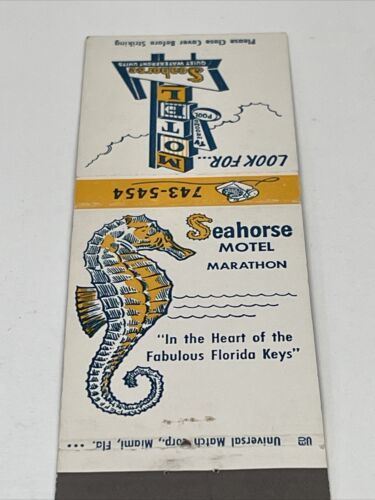 Please Close Cover Before Striking
Seahorse
QUIET WATERFRONT UNITS
MOTEL
POOL
TV
LOOK FOR...
743-5454
Seahorse
MOTEL
MARATHON
"In the Heart of the
Fabulous Florida Keys"
Universal Match Corp., Miami, Fla.